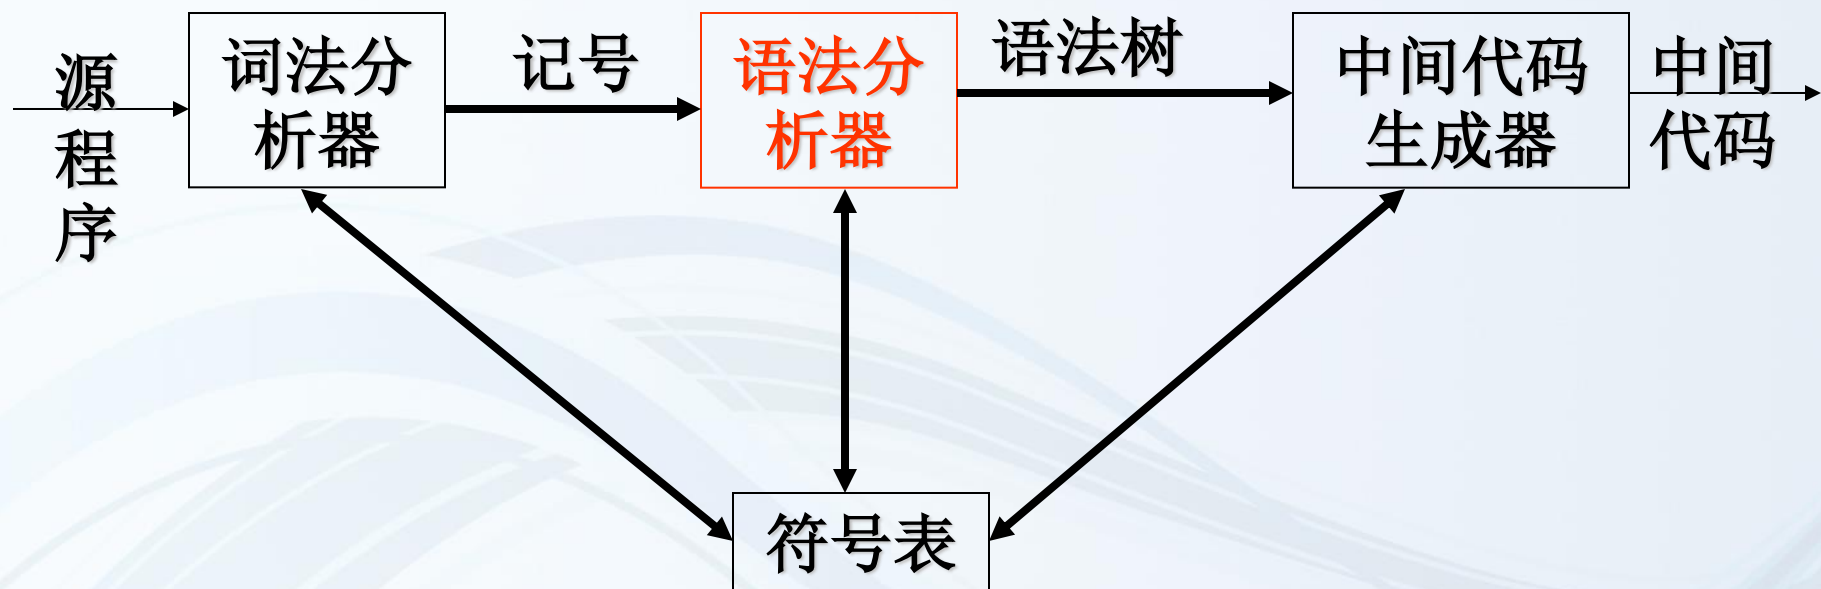 源
程
序
词法分
析器
记号
语法分
析器
语法树
中间代码
生成器
中间
代码
符号表